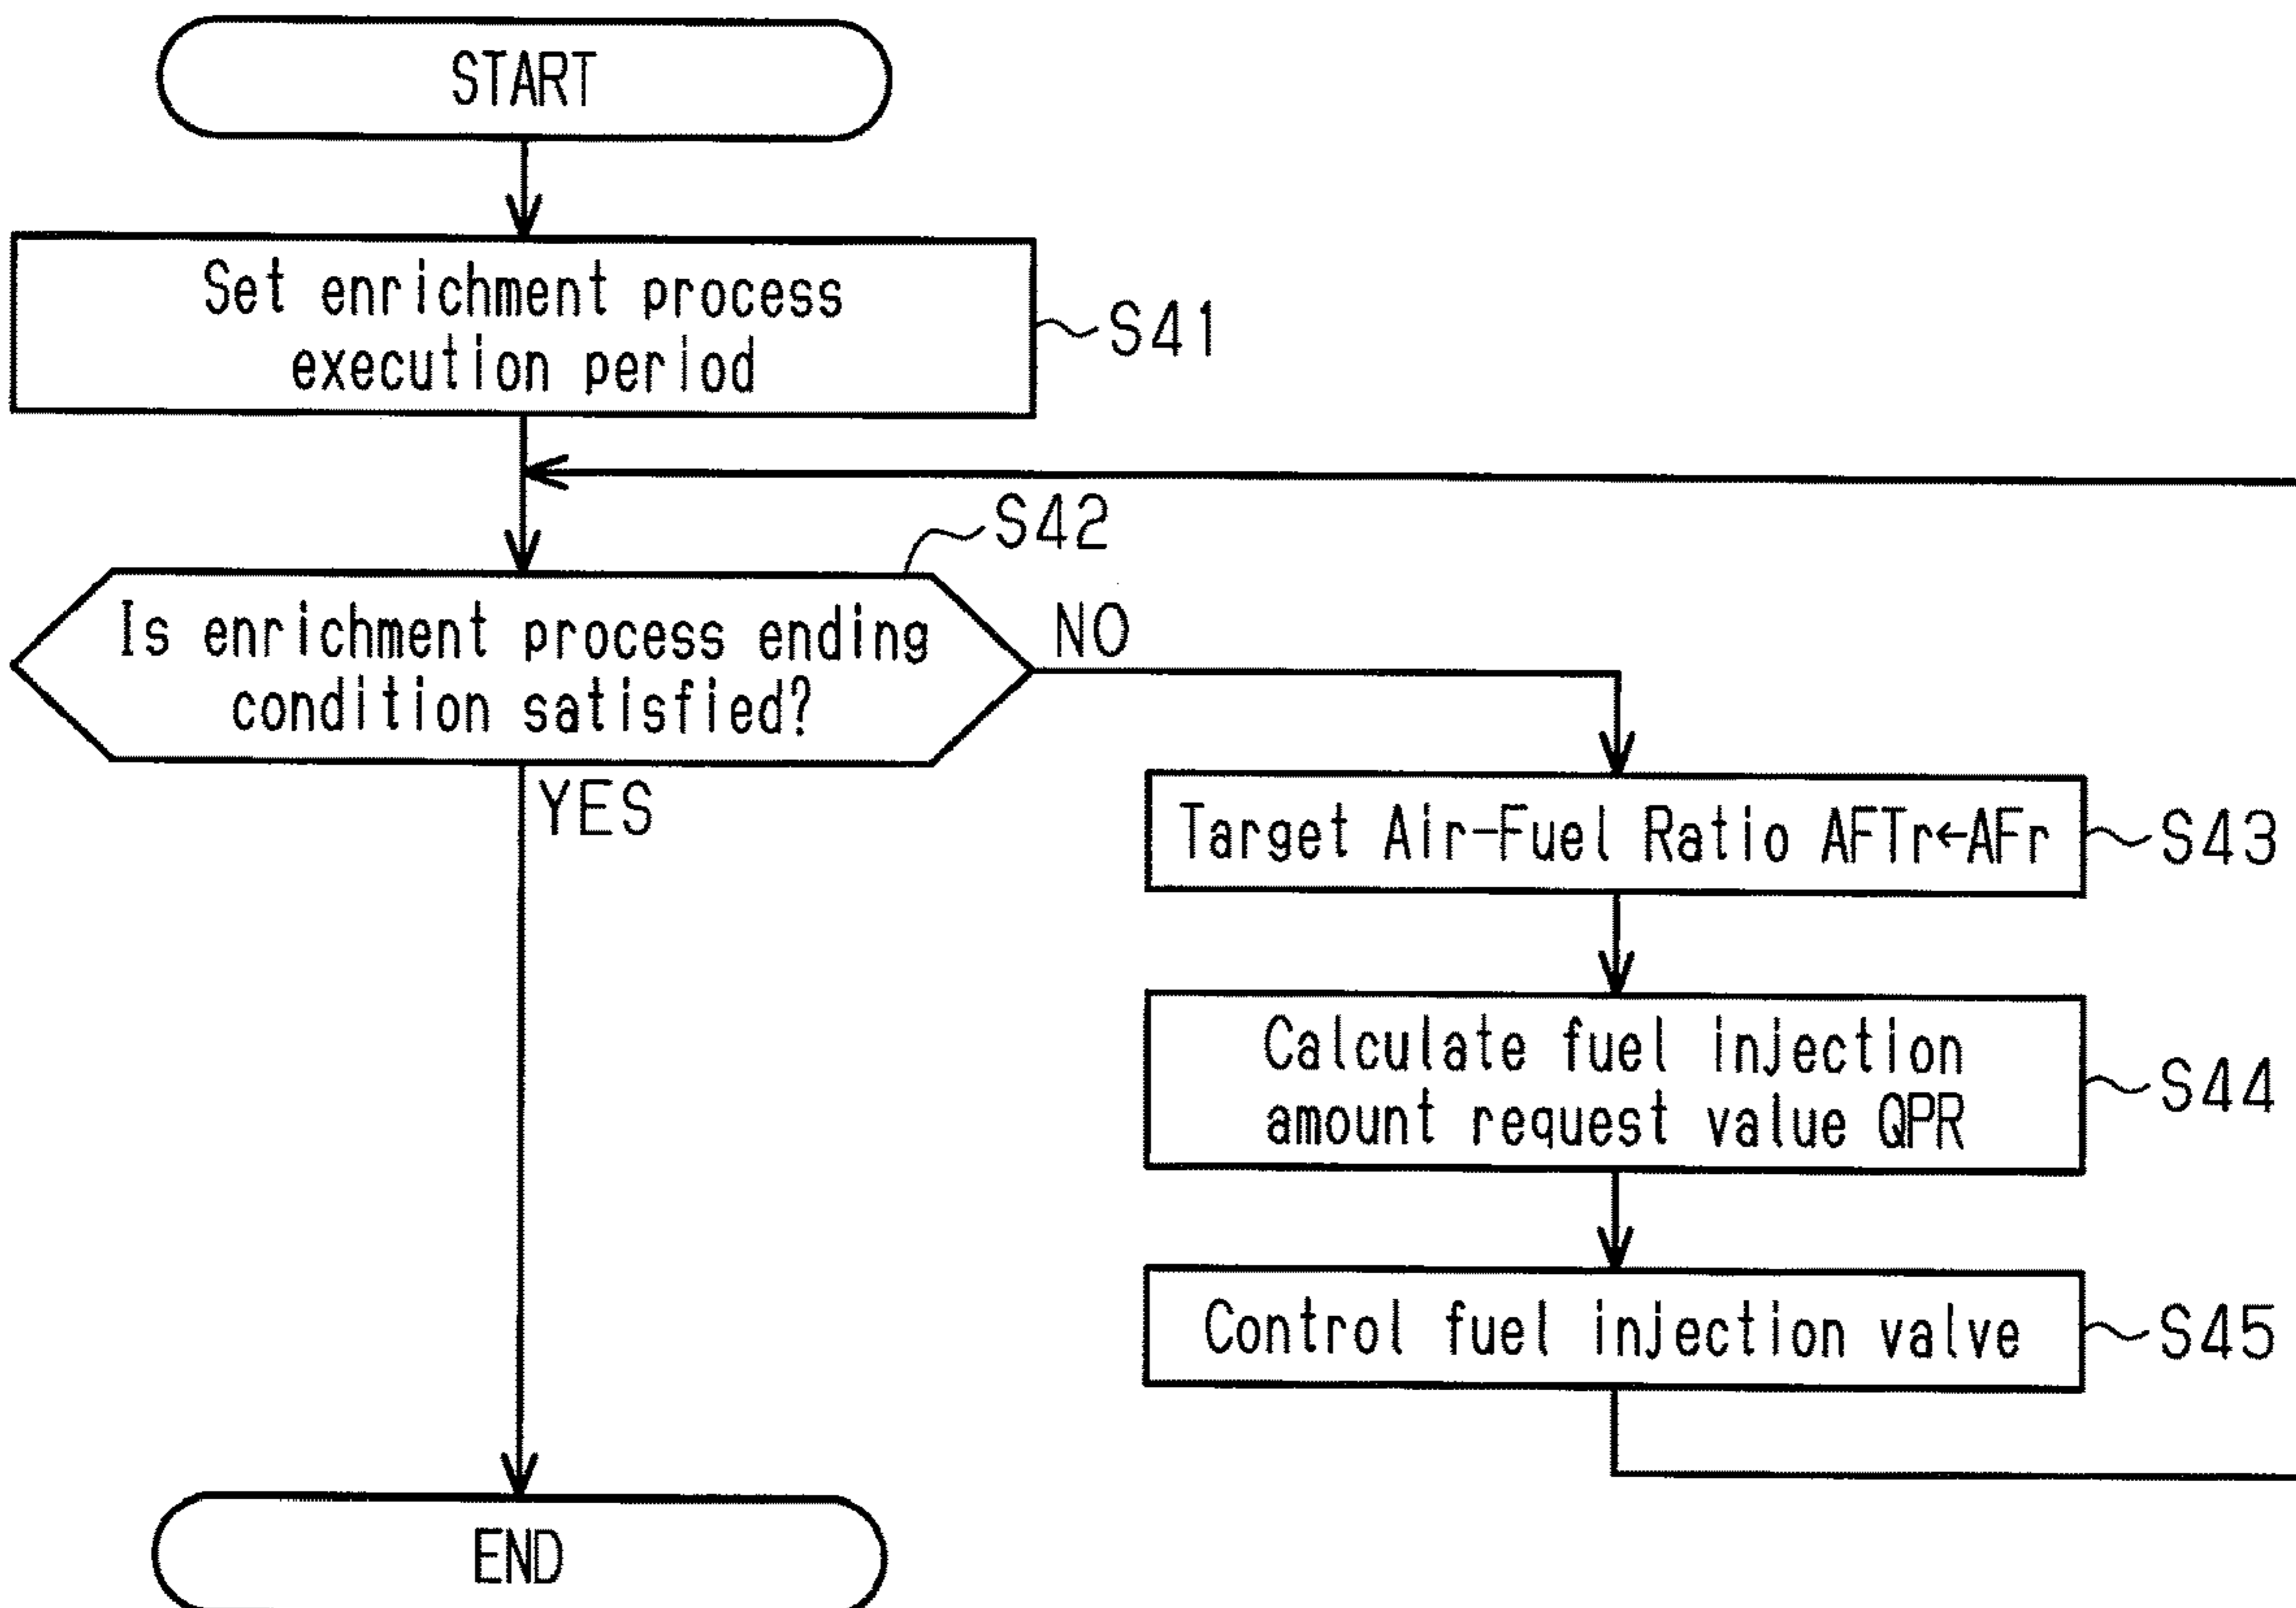 START
Set enrichment process
execution period
S41
S42
Is enrichment process ending
condition satisfied?
NO
YES
Target Air-Fuel Ratio AFTr←AFr
S43
Calculate fuel injection
amount request value QPR
S44
Control fuel injection valve
S45
END